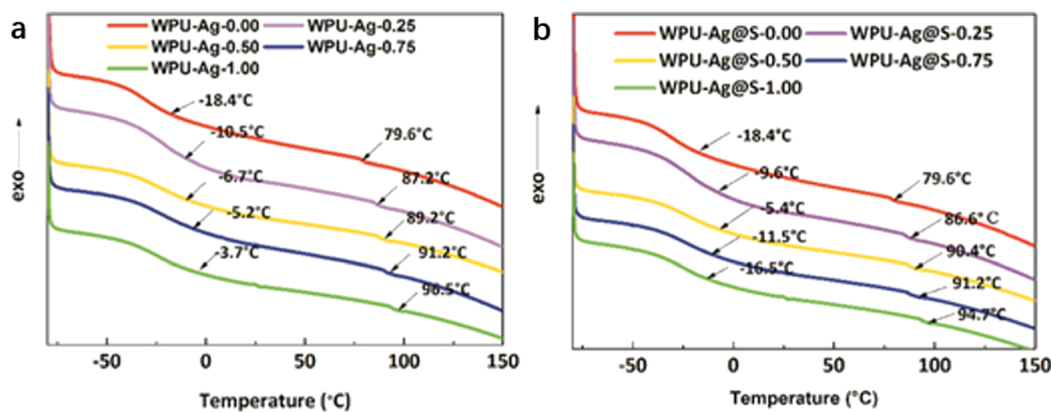 a
WPU-Ag-0.00 WPU-Ag-0.25
WPU-Ag-0.50 WPU-Ag-0.75
WPU-Ag-1.00
-18.4°C
79.6°C
-10.5°C
87.2°C
-6.7°C
89.2°C
-5.2°C
91.2°C
-3.7°C
96.5°C
exo
-50 0 50 100 150
Temperature (°C)
b
WPU-Ag@S-0.00 WPU-Ag@S-0.25
WPU-Ag@S-0.50 WPU-Ag@S-0.75
WPU-Ag@S-1.00
-18.4°C
79.6°C
-9.6°C
86.6°C
-5.4°C
90.4°C
-11.5°C
91.2°C
-16.5°C
94.7°C
exo
-50 0 50 100 150
Temperature (°C)